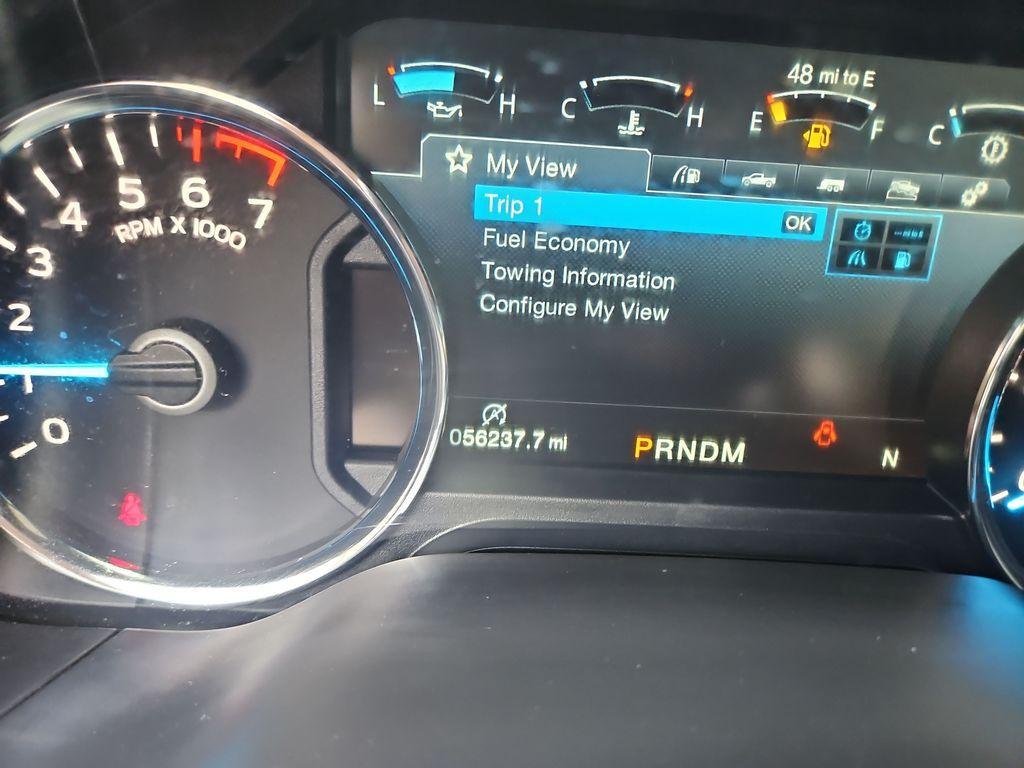 48 mi to E
L H
C H
E F
C
My View
Trip 1 OK
Fuel Economy
Towing Information
Configure My View
0 1 2 3 4 5 6 7
RPM X 1000
056237.7 mi
PRNDM
N